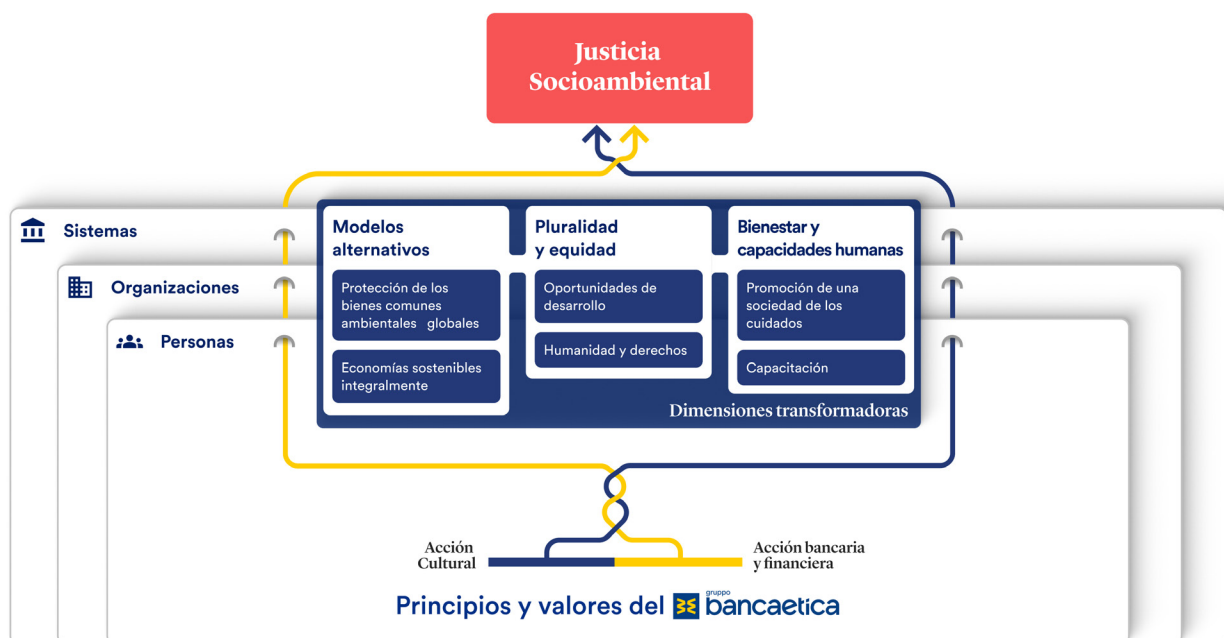 Justicia
Socioambiental
Sistemas
Organizaciones
Personas
Modelos
alternativos
Protección de los
bienes comunes
ambientales globales
Economías sostenibles
integralmente
Pluralidad
y equidad
Oportunidades de
desarrollo
Humanidad y derechos
Bienestar y
capacidades humanas
Promoción de una
sociedad de los
cuidados
Capacitación
Dimensiones transformadoras
Acción
Cultural
Acción bancaria
y financiera
Principios y valores del gruppo bancaetica